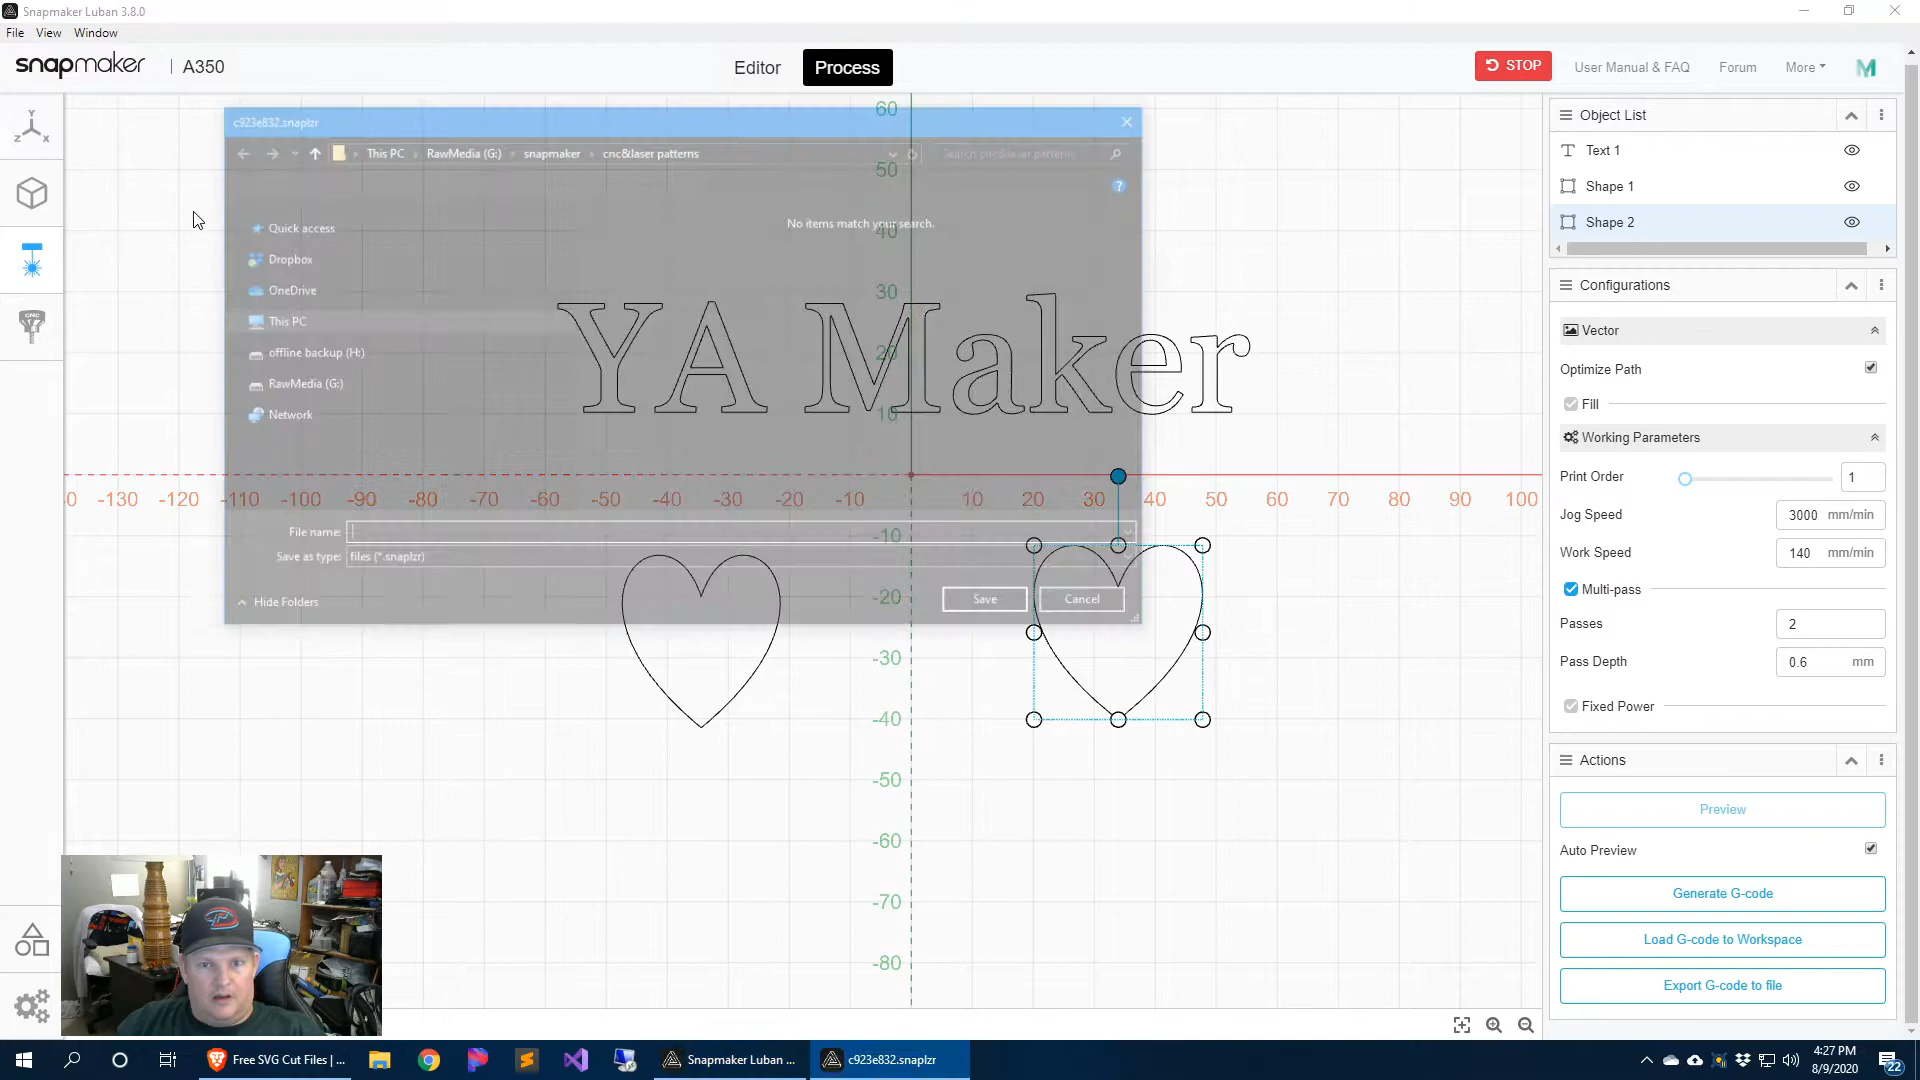 Snapmaker Luban 3.8.0
File View Window
snapmaker | A350
Editor Process
STOP User Manual & FAQ Forum More
c923e832.snaplzr
This PC RawMedia (G:) snapmaker cnc&laser patterns
Search cnc&laser patterns
No items match your search.
Quick access
Dropbox
OneDrive
This PC
offline backup (H:)
RawMedia (G:)
Network
File name:
Save as type: files (*.snaplzr)
Hide Folders
Save Cancel
YA Maker
60
50
40
30
20
10
-10
-20
-30
-40
-50
-60
-70
-80
-130 -120 -110 -100 -90 -80 -70 -60 -50 -40 -30 -20 -10 10 20 30 40 50 60 70 80 90 100
Object List
Text 1
Shape 1
Shape 2
Configurations
Vector
Optimize Path
Fill
Working Parameters
Print Order 1
Jog Speed 3000 mm/min
Work Speed 140 mm/min
Multi-pass
Passes 2
Pass Depth 0.6 mm
Fixed Power
Actions
Preview
Auto Preview
Generate G-code
Load G-code to Workspace
Export G-code to file
Free SVG Cut Files | ...
Snapmaker Luban ...
c923e832.snaplzr
4:27 PM
8/9/2020
22